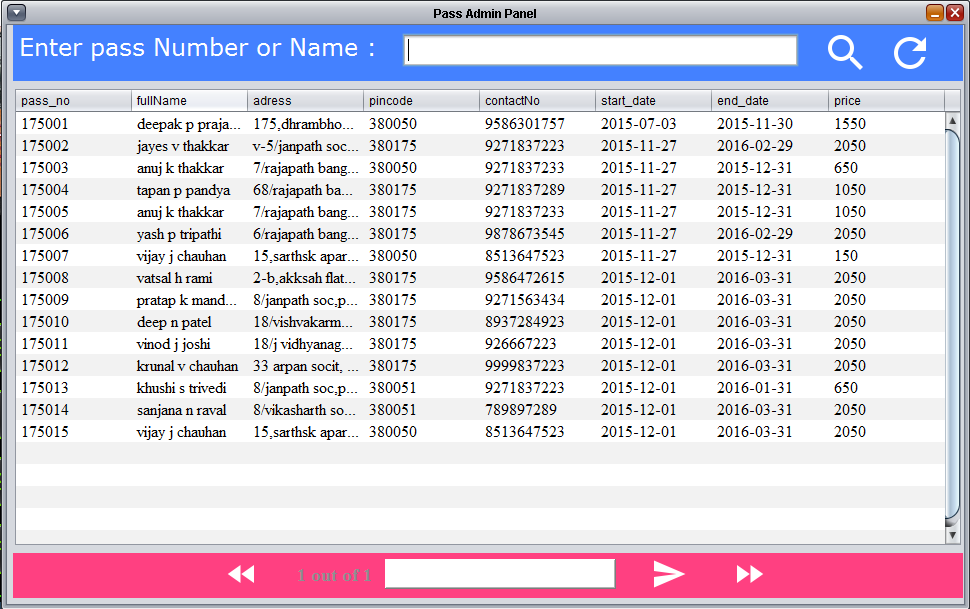 Pass Admin Panel
Enter pass Number or Name :
pass_no fullName adress pincode contactNo start_date end_date price
175001 deepak p praja... 175,dhrambho... 380050 9586301757 2015-07-03 2015-11-30 1550
175002 jayes v thakkar v-5/janpath soc... 380175 9271837223 2015-11-27 2016-02-29 2050
175003 anuj k thakkar 7/rajapath bang... 380050 9271837233 2015-11-27 2015-12-31 650
175004 tapan p pandya 68/rajapath ba... 380175 9271837289 2015-11-27 2015-12-31 1050
175005 anuj k thakkar 7/rajapath bang... 380175 9271837233 2015-11-27 2015-12-31 1050
175006 yash p tripathi 6/rajapath bang... 380175 9878673545 2015-11-27 2016-02-29 2050
175007 vijay j chauhan 15,sarthsk apar... 380050 8513647523 2015-11-27 2015-12-31 150
175008 vatsal h rami 2-b,akksah flat... 380175 9586472615 2015-12-01 2016-03-31 2050
175009 pratap k mand... 8/janpath soc,p... 380175 9271563434 2015-12-01 2016-03-31 2050
175010 deep n patel 18/vishvakarm... 380175 8937284923 2015-12-01 2016-03-31 2050
175011 vinod j joshi 18/j vidhyanag... 380175 926667223 2015-12-01 2016-03-31 2050
175012 krunal v chauhan 33 arpan socit, ... 380175 9999837223 2015-12-01 2016-03-31 2050
175013 khushi s trivedi 8/janpath soc,p... 380051 9271837223 2015-12-01 2016-01-31 650
175014 sanjana n raval 8/vikasharth so... 380051 789897289 2015-12-01 2016-03-31 2050
175015 vijay j chauhan 15,sarthsk apar... 380050 8513647523 2015-12-01 2016-03-31 2050
1 out of 1